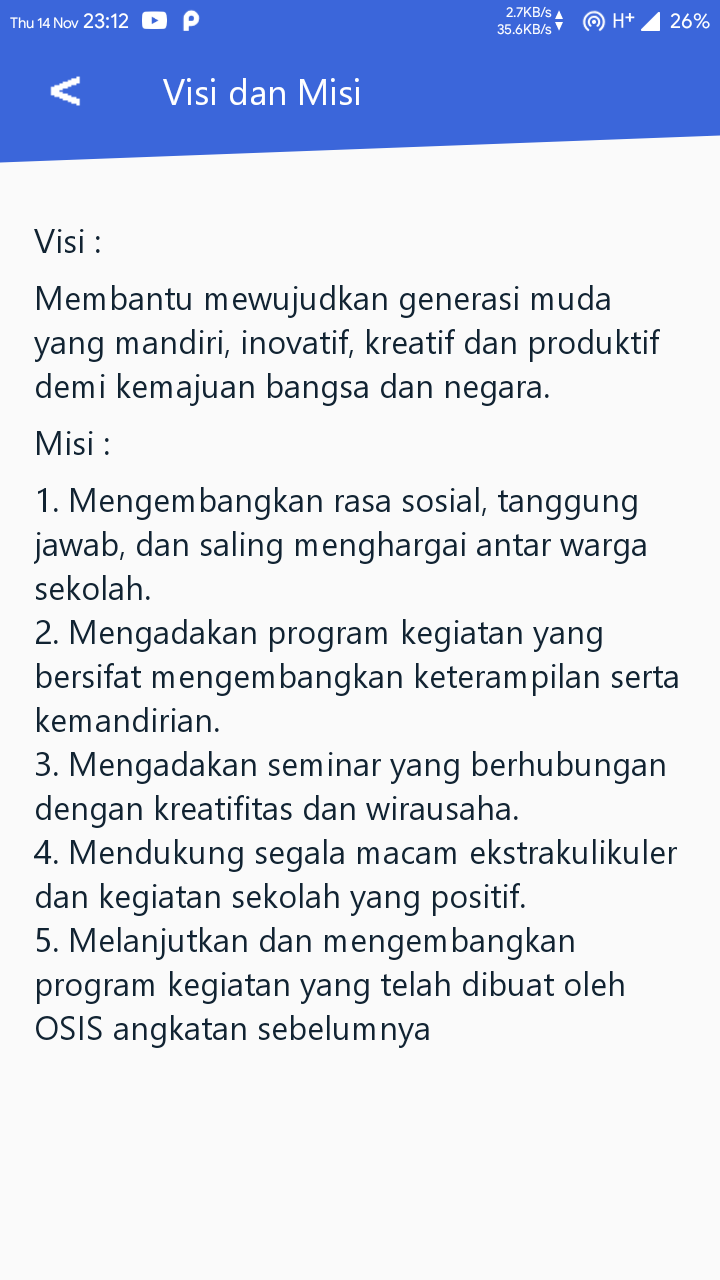 Thu 14 Nov 23:12
2.7KB/s
35.6KB/s
H+
26%
Visi dan Misi
Visi :
Membantu mewujudkan generasi muda
yang mandiri, inovatif, kreatif dan produktif
demi kemajuan bangsa dan negara.
Misi :
1. Mengembangkan rasa sosial, tanggung
jawab, dan saling menghargai antar warga
sekolah.
2. Mengadakan program kegiatan yang
bersifat mengembangkan keterampilan serta
kemandirian.
3. Mengadakan seminar yang berhubungan
dengan kreatifitas dan wirausaha.
4. Mendukung segala macam ekstrakulikuler
dan kegiatan sekolah yang positif.
5. Melanjutkan dan mengembangkan
program kegiatan yang telah dibuat oleh
OSIS angkatan sebelumnya